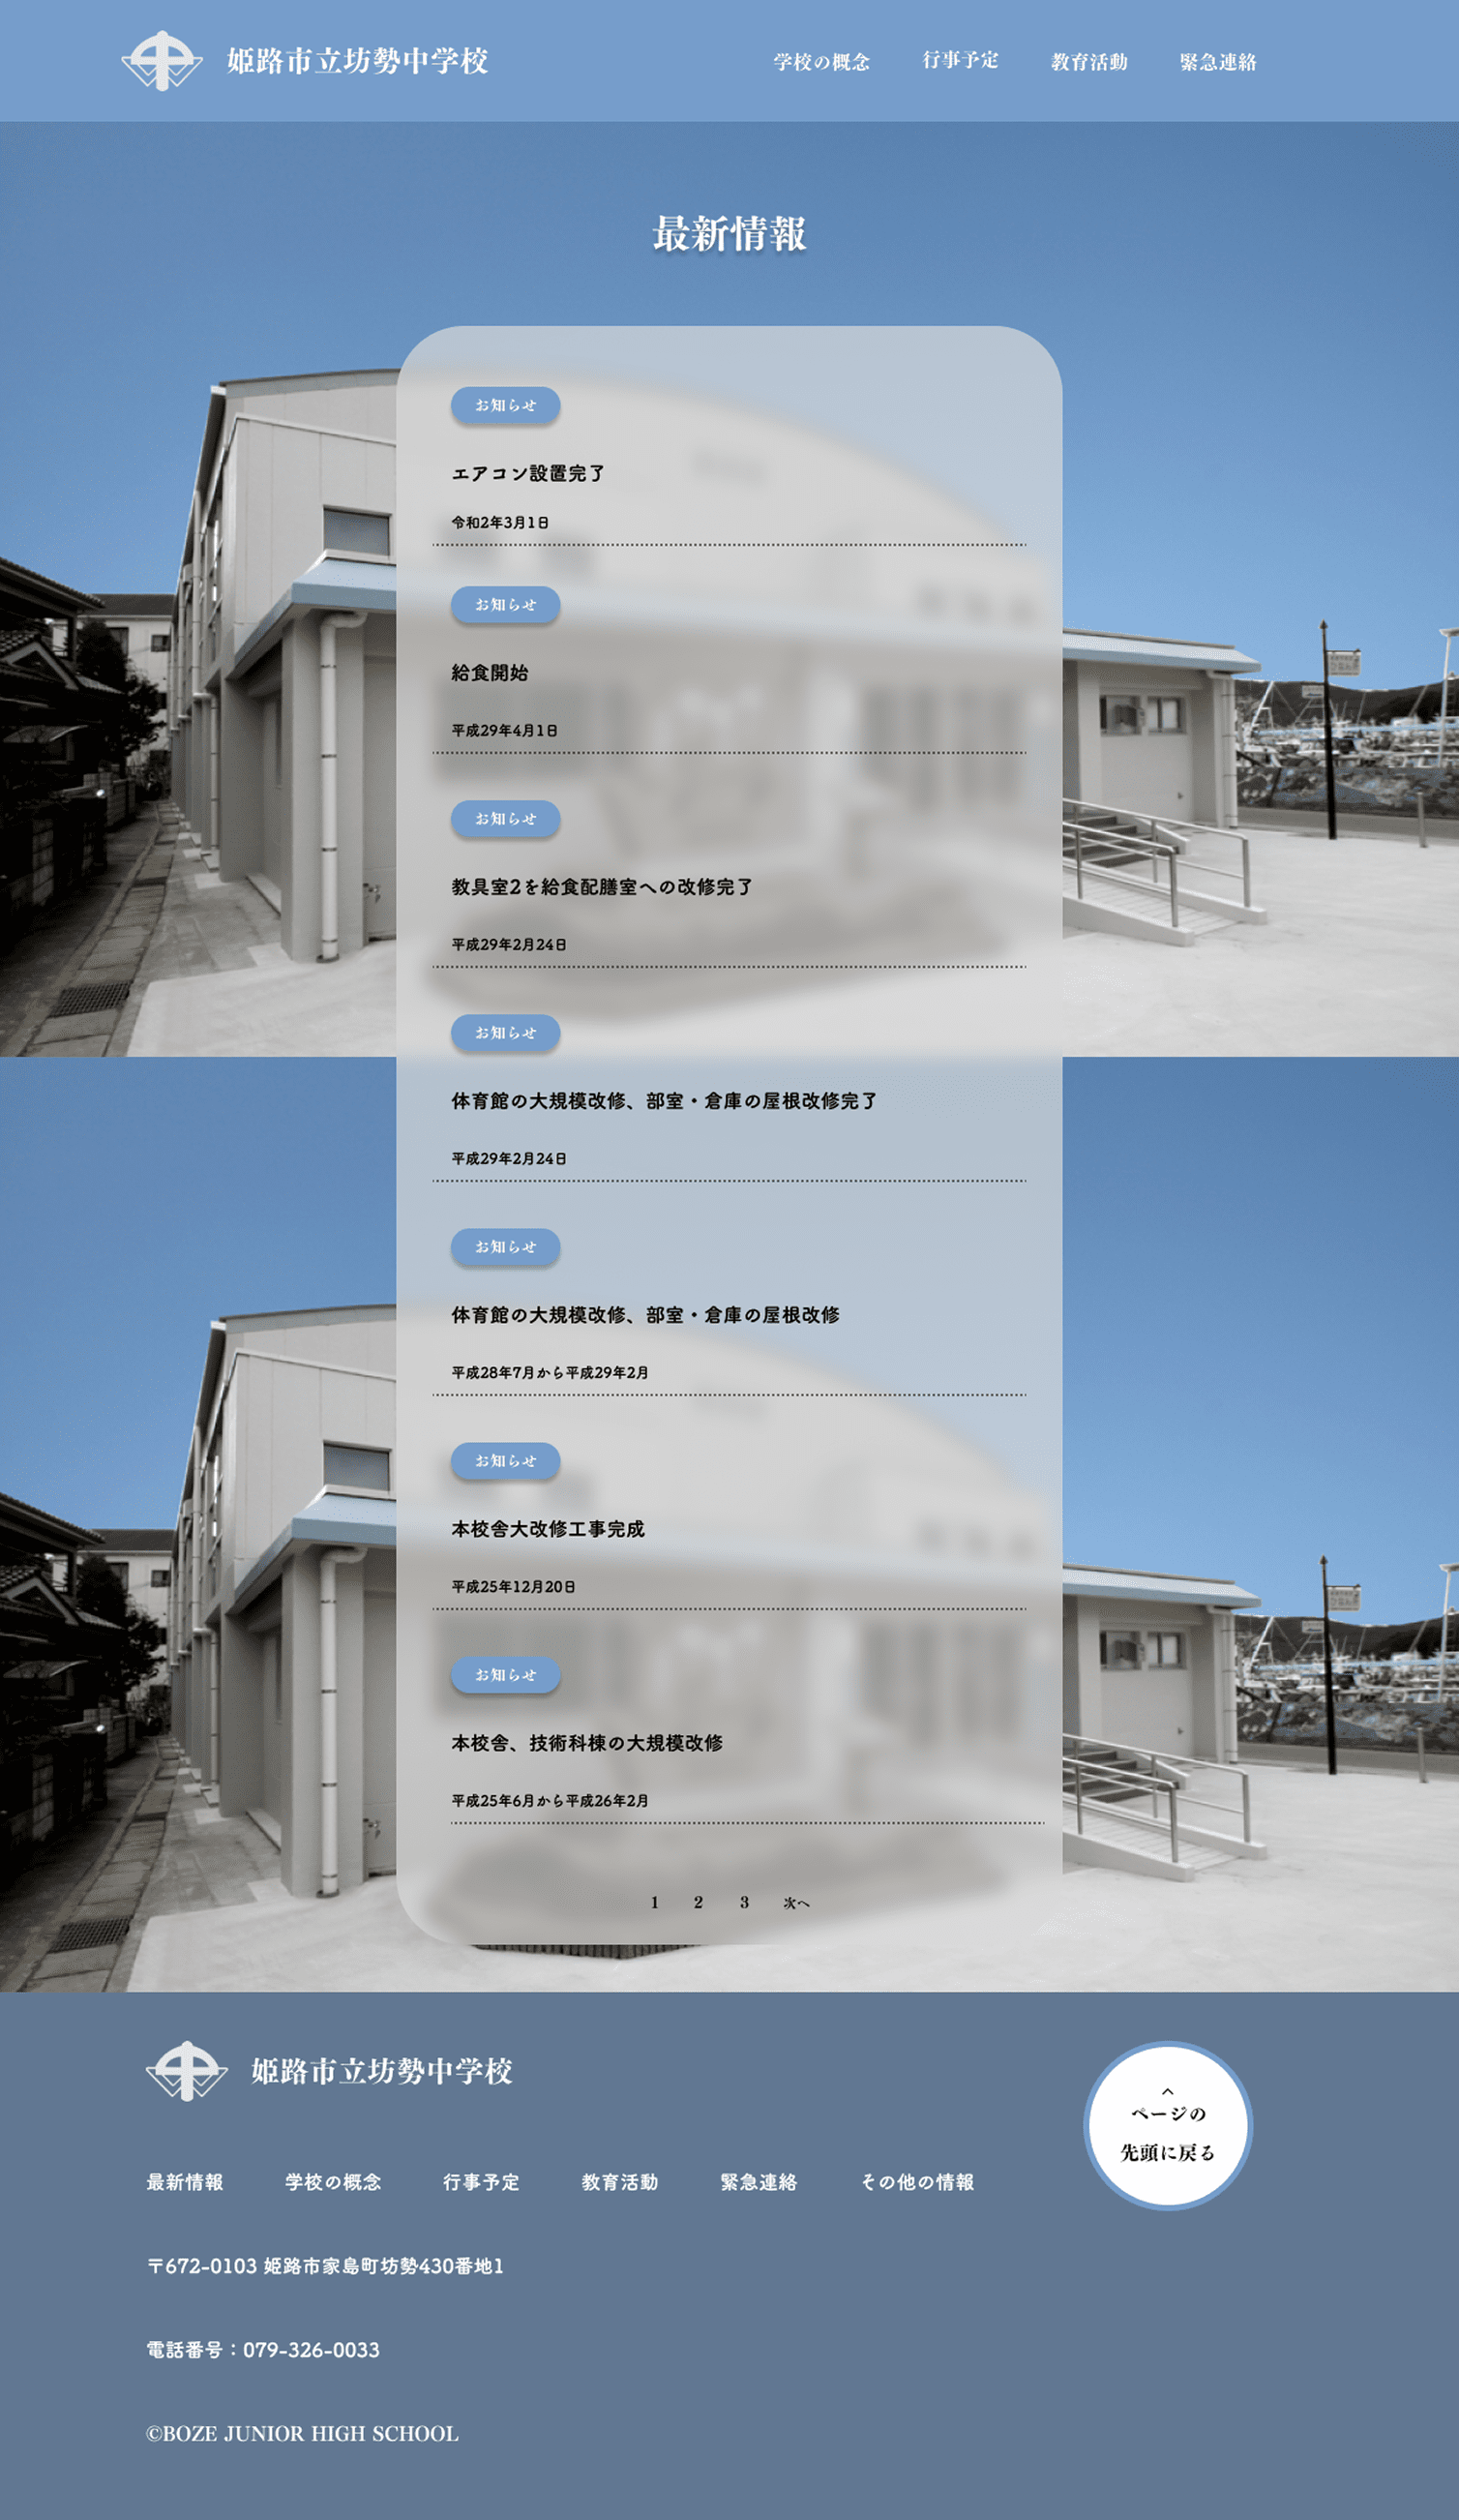 姫路市立坊勢中学校
学校の概念 行事予定 教育活動 緊急連絡
最新情報
お知らせ
エアコン設置完了
令和2年3月1日
お知らせ
給食開始
平成29年4月1日
お知らせ
教具室2を給食配膳室への改修完了
平成29年2月24日
お知らせ
体育館の大規模改修、部室・倉庫の屋根改修完了
平成29年2月24日
お知らせ
体育館の大規模改修、部室・倉庫の屋根改修
平成28年7月から平成29年2月
お知らせ
本校舎大改修工事完成
平成25年12月20日
お知らせ
本校舎、技術科棟の大規模改修
平成25年6月から平成26年2月
1 2 3 次へ
姫路市立坊勢中学校
ページの
先頭に戻る
最新情報 学校の概念 行事予定 教育活動 緊急連絡 その他の情報
〒672-0103 姫路市家島町坊勢430番地1
電話番号：079-326-0033
©BOZE JUNIOR HIGH SCHOOL